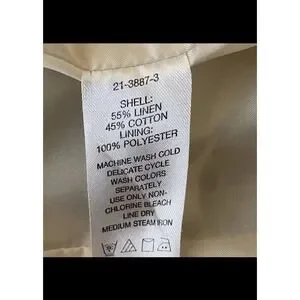 21-3887-3
SHELL:
55% LINEN
45% COTTON
LINING:
100% POLYESTER
MACHINE WASH COLD
DELICATE CYCLE
WASH COLORS
SEPARATELY
USE ONLY NON-
CHLORINE BLEACH
LINE DRY
MEDIUM STEAM IRON